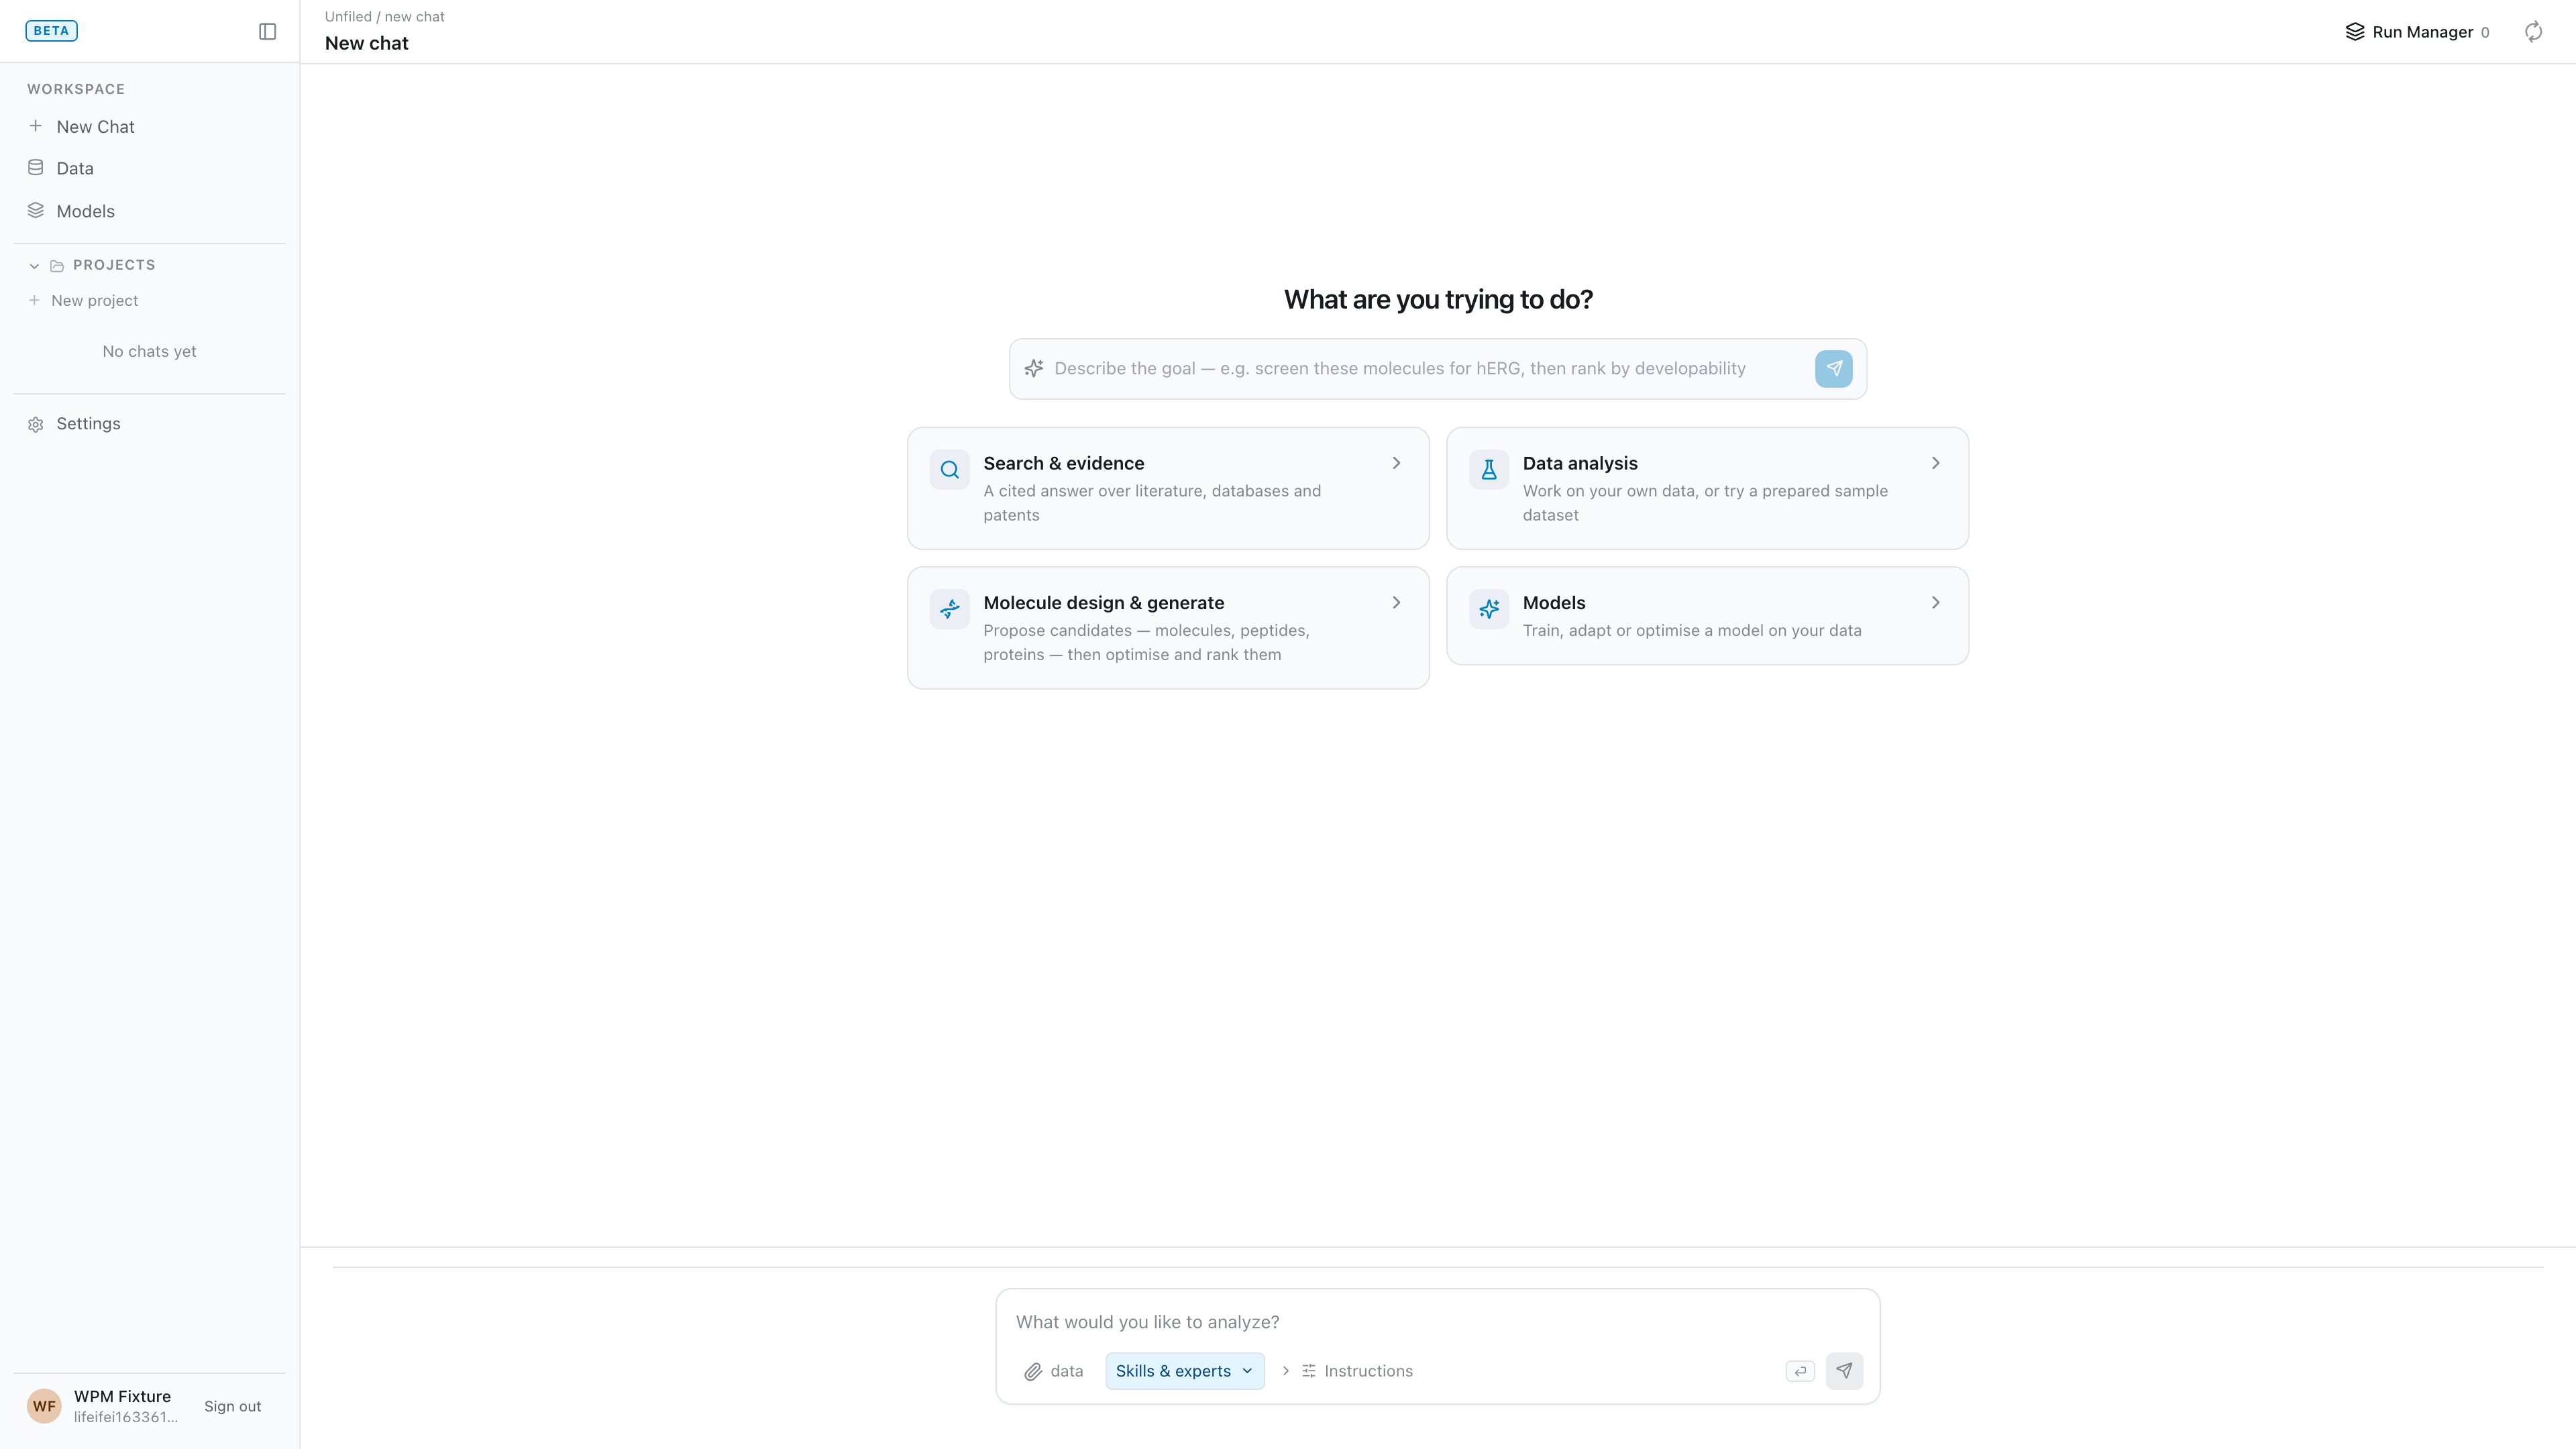 BETA
WORKSPACE
New Chat
Data
Models
PROJECTS
New project
No chats yet
Settings
WF
WPM Fixture
lifeifei163361...
Sign out
Unfiled / new chat
New chat
Run Manager 0
What are you trying to do?
Describe the goal — e.g. screen these molecules for hERG, then rank by developability
Search & evidence
A cited answer over literature, databases and
patents
Data analysis
Work on your own data, or try a prepared sample
dataset
Molecule design & generate
Propose candidates — molecules, peptides,
proteins — then optimise and rank them
Models
Train, adapt or optimise a model on your data
What would you like to analyze?
data
Skills & experts
Instructions